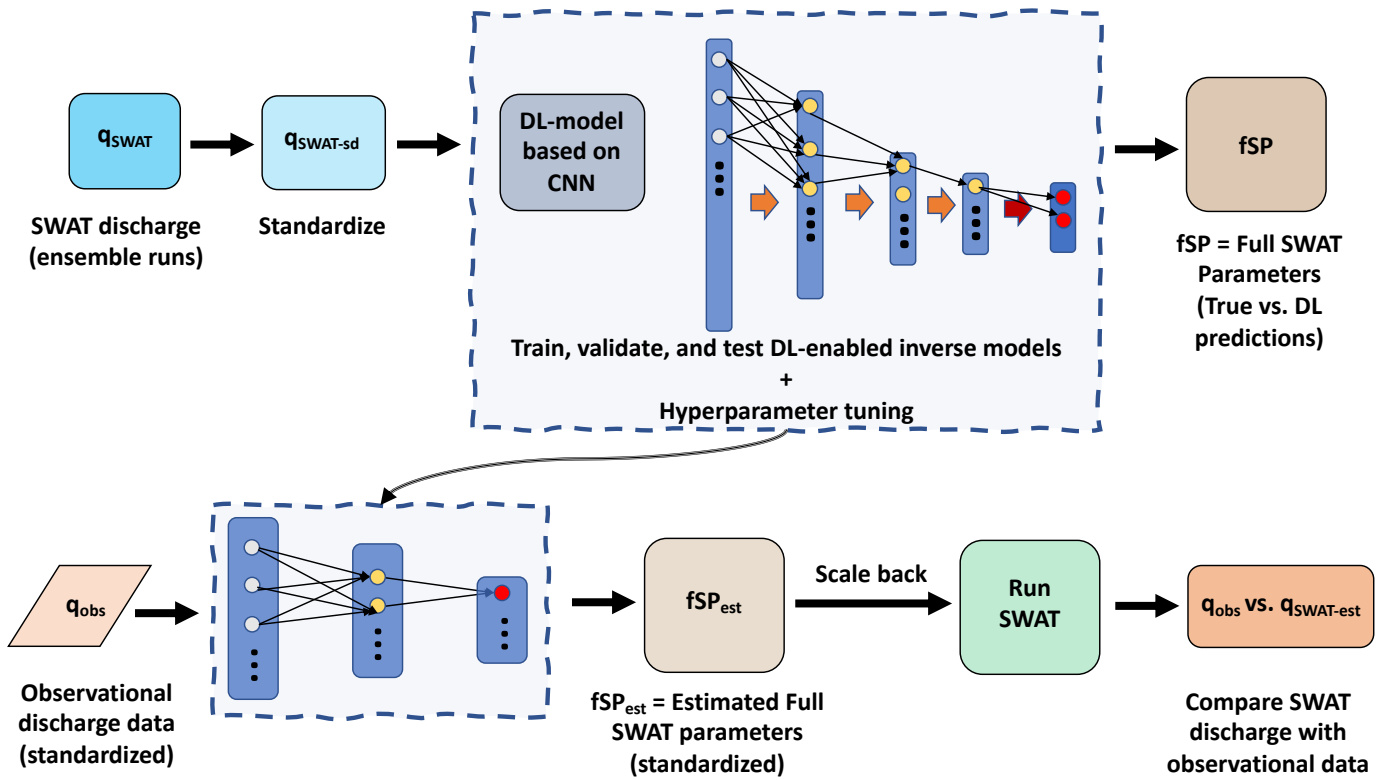 qSWAT
SWAT discharge
(ensemble runs)
qSWAT-sd
Standardize
DL-model
based on
CNN
Train, validate, and test DL-enabled inverse models
+
Hyperparameter tuning
fSP
fSP = Full SWAT
Parameters
(True vs. DL
predictions)
qobs
Observational
discharge data
(standardized)
fSPest
fSPest = Estimated Full
SWAT parameters
(standardized)
Scale back
Run
SWAT
qobs vs. qSWAT-est
Compare SWAT
discharge with
observational data